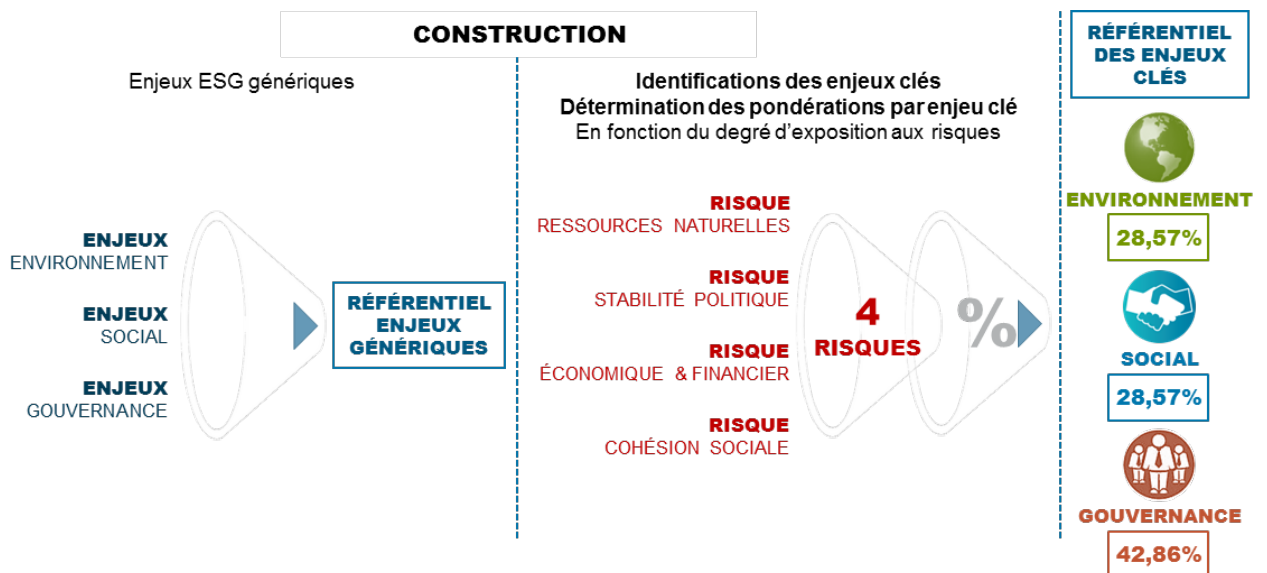 CONSTRUCTION
Enjeux ESG génériques
ENJEUX
ENVIRONNEMENT
ENJEUX
SOCIAL
ENJEUX
GOUVERNANCE
RÉFÉRENTIEL
ENJEUX
GÉNÉRIQUES
Identifications des enjeux clés
Détermination des pondérations par enjeu clé
En fonction du degré d'exposition aux risques
RISQUE
RESSOURCES NATURELLES
RISQUE
STABILITÉ POLITIQUE
RISQUE
ÉCONOMIQUE & FINANCIER
RISQUE
COHÉSION SOCIALE
4
RISQUES
%
RÉFÉRENTIEL
DES ENJEUX
CLÉS
ENVIRONNEMENT
28,57%
SOCIAL
28,57%
GOUVERNANCE
42,86%